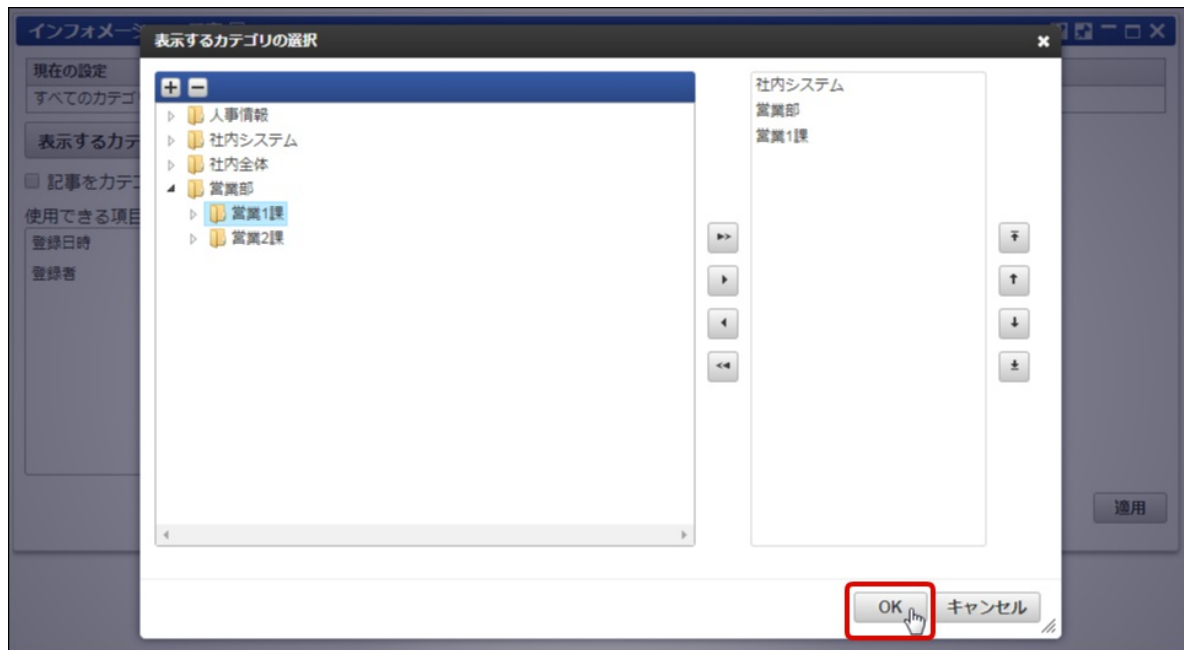 インフォメーシ
表示するカテゴリの選択
現在の設定
すべてのカテゴ
表示するカテ
記事をカテゴ
使用できる項目
登録日時
登録者
人事情報
社内システム
社内全体
営業部
営業1課
営業2課
社内システム
営業部
営業1課
適用
OK
キャンセル